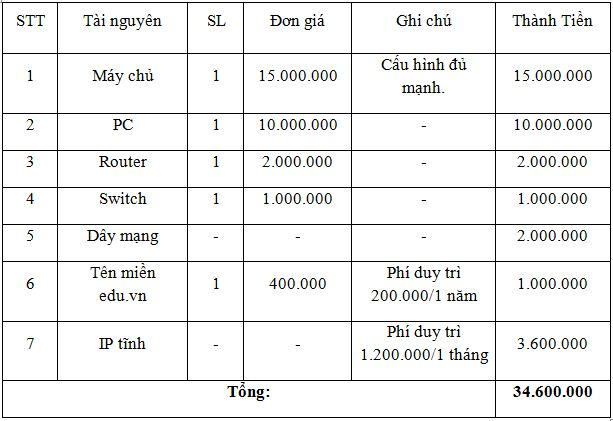 STT Tài nguyên SL Đơn giá Ghi chú Thành Tiền
1 Máy chủ 1 15.000.000 Cấu hình đủ mạnh. 15.000.000
2 PC 1 10.000.000 - 10.000.000
3 Router 1 2.000.000 - 2.000.000
4 Switch 1 1.000.000 - 1.000.000
5 Dây mạng - - - 2.000.000
6 Tên miền edu.vn 1 400.000 Phí duy trì 200.000/1 năm 1.000.000
7 IP tĩnh - - Phí duy trì 1.200.000/1 tháng 3.600.000
Tổng: 34.600.000